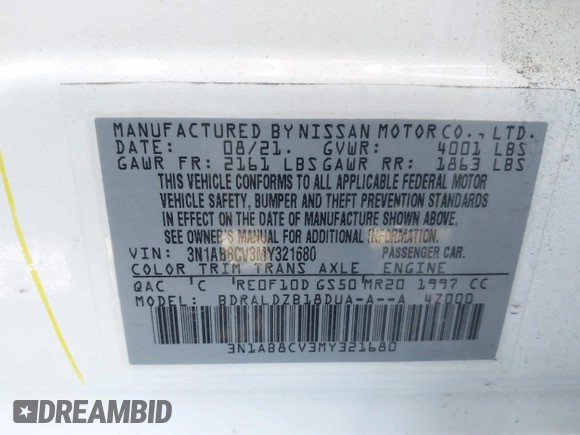 MANUFACTURED BY NISSAN MOTOR CO., LTD.
08/21. GVWR: 4001 LBS
GAWR FR: 2161 LBS GAWR RR: 1863 LBS
THIS VEHICLE CONFORMS TO ALL APPLICABLE FEDERAL MOTOR
VEHICLE SAFETY, BUMPER AND THEFT PREVENTION STANDARDS
IN EFFECT ON THE DATE OF MANUFACTURE SHOWN ABOVE.
SEE OWNER'S MANUAL FOR ADDITIONAL INFORMATION.
VIN: 3N1AB8CV3MY321680 PASSENGER CAR.
COLOR TRIM TRANS AXLE ENGINE
QAC C RE0F10D GS50 MR20 1997 CC
MODEL: BDRALDZB18DUA-A--A 4Z000
3N1AB8CV3MY321680
DREAMBID